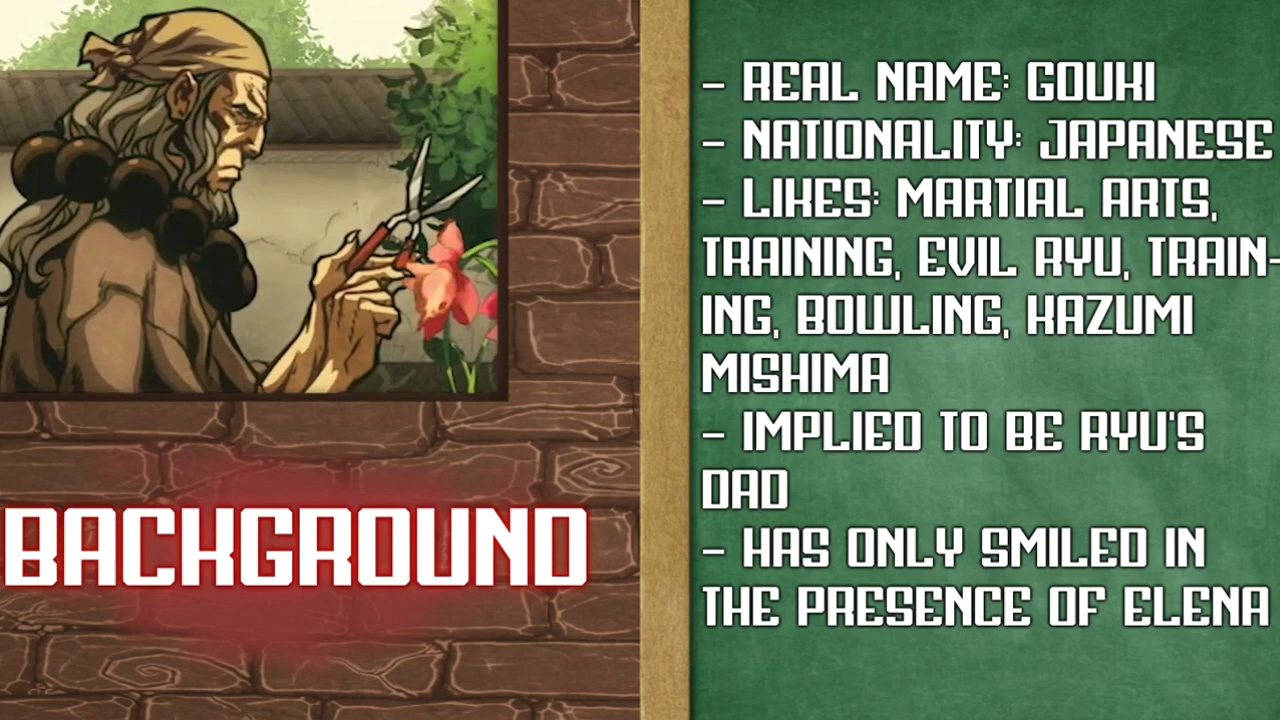 BACKGROUND
- REAL NAME: GOUKI
- NATIONALITY: JAPANESE
- LIKES: MARTIAL ARTS,
TRAINING, EVIL RYU, TRAIN-
ING, BOWLING, KAZUMI
MISHIMA
- IMPLIED TO BE RYU'S
DAD
- HAS ONLY SMILED IN
THE PRESENCE OF ELENA